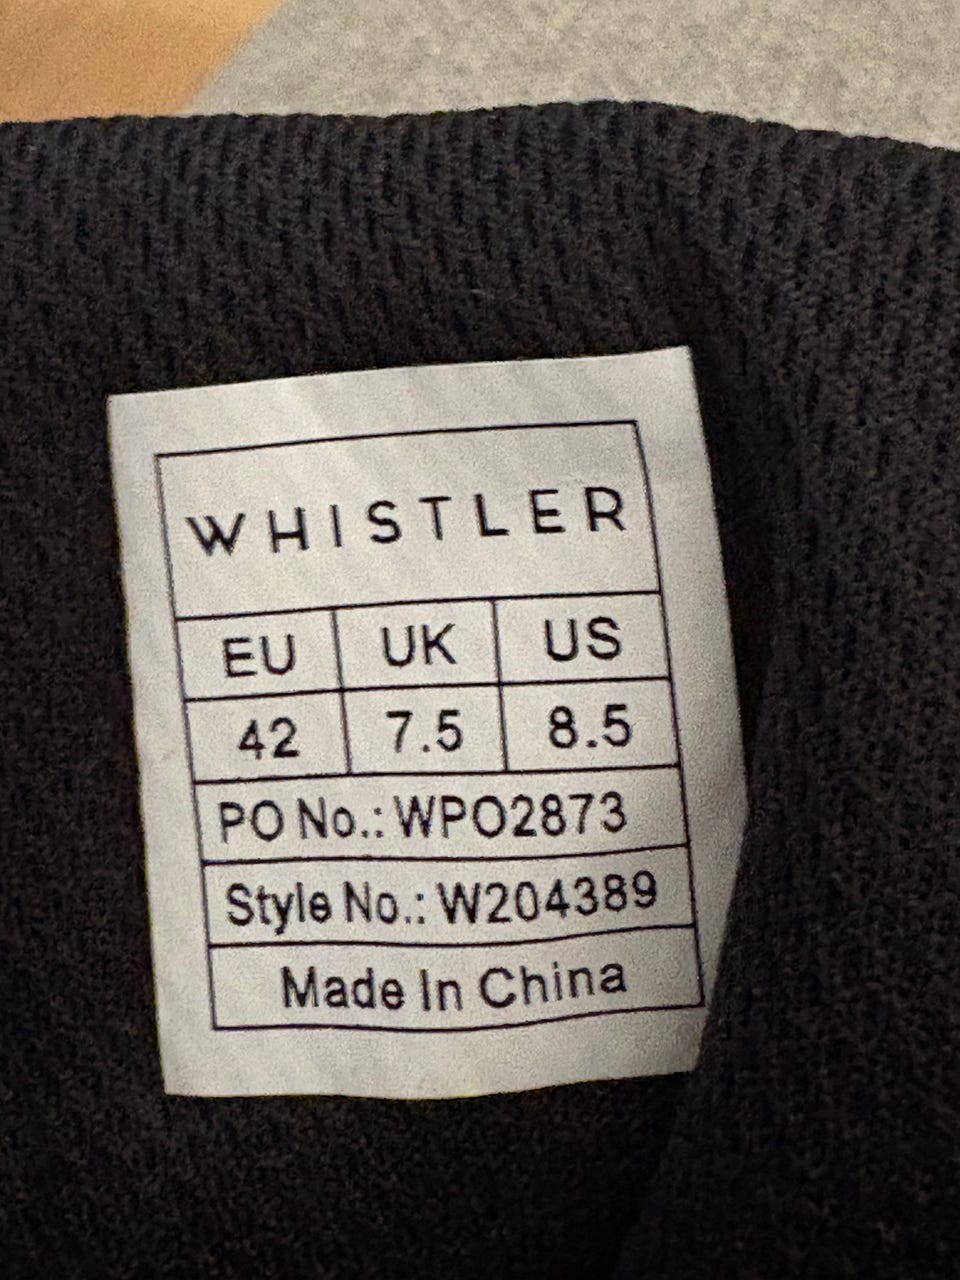 WHISTLER
EU UK US
42 7.5 8.5
PO No.: WPO2873
Style No.: W204389
Made In China